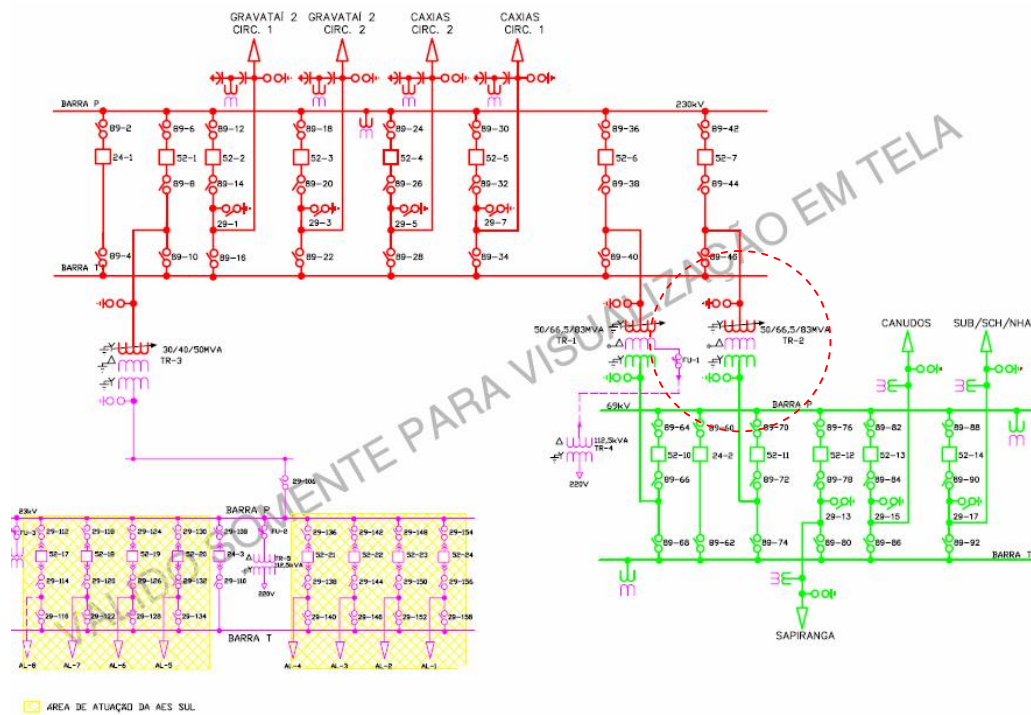 GRAVATAÍ 2 GRAVATAÍ 2 CAXIAS CAXIAS
CIRC. 1 CIRC. 2 CIRC. 2 CIRC. 1
BARRA P 230kV
89-2 89-6 89-12 89-18 89-24 89-30 89-36 89-42
24-1 52-1 52-2 52-3 52-4 52-5 52-6 52-7
89-8 89-14 89-20 89-26 89-32 89-38 89-44
29-1 29-3 29-5 29-7
89-4 89-10 89-16 89-22 89-28 89-34 89-40 89-46
BARRA T
30/40/50MVA
TR-3
50/66,5/83MVA
TR-1
50/66,5/83MVA
TR-2
FU-1
CANUDOS SUB/SCH/NHA
69kV BARRA P
89-64 89-60 89-70 89-76 89-82 89-88
112,5kVA
TR-4
220V
52-10 24-2 52-11 52-12 52-13 52-14
89-66 89-72 89-78 89-84 89-90
29-13 29-15 29-17
89-68 89-62 89-74 89-80 89-86 89-92
BARRA T
SAPIRANGA
23kV BARRA P
FU-3 29-112 29-118 29-124 29-130 FU-2 29-136 29-142 29-148 29-154
52-17 52-18 52-19 52-20 24-3 TR-5 52-21 52-22 52-23 52-24
112,5kVA
29-114 29-120 29-126 29-132 29-110 220V 29-138 29-144 29-150 29-156
29-116 29-122 29-128 29-134 29-140 29-146 29-152 29-158
BARRA T
AL-8 AL-7 AL-6 AL-5 AL-4 AL-3 AL-2 AL-1
ÁREA DE ATUAÇÃO DA AES SUL
VALIDO SOMENTE PARA VISUALIZAÇÃO EM TELA